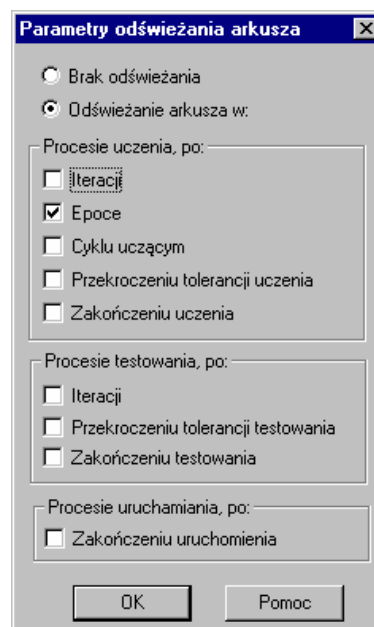 Parametry odświeżania arkusza
Brak odświeżania
Odświeżanie arkusza w:
Procesie uczenia, po:
Iteracji
Epoce
Cyklu uczącym
Przekroczeniu tolerancji uczenia
Zakończeniu uczenia
Procesie testowania, po:
Iteracji
Przekroczeniu tolerancji testowania
Zakończeniu testowania
Procesie uruchamiania, po:
Zakończeniu uruchomienia
OK Pomoc